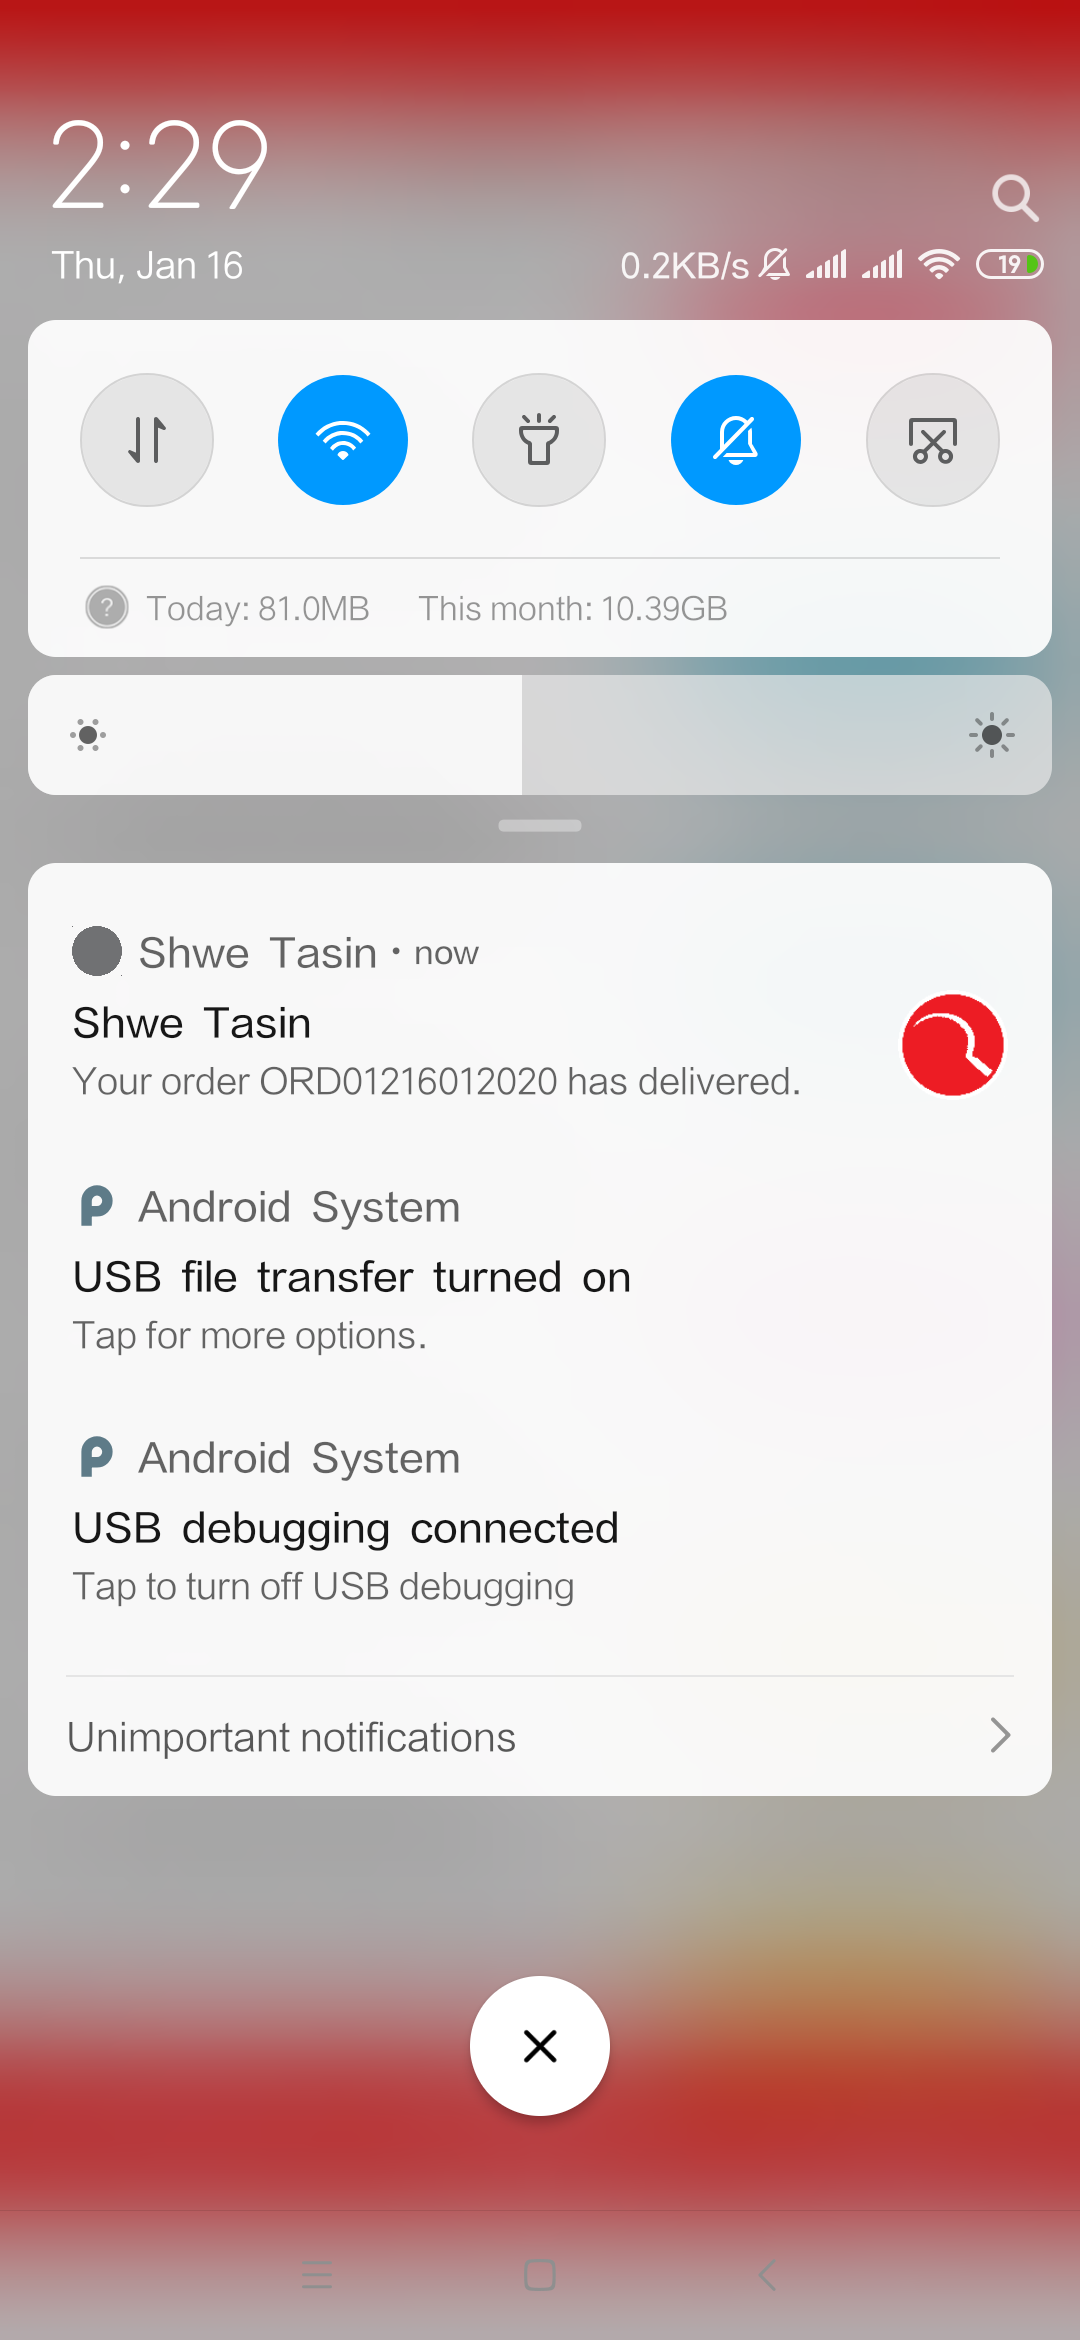 2:29
Thu, Jan 16
0.2KB/s 19
Today: 81.0MB This month: 10.39GB
Shwe Tasin · now
Shwe Tasin
Your order ORD01216012020 has delivered.
Android System
USB file transfer turned on
Tap for more options.
Android System
USB debugging connected
Tap to turn off USB debugging
Unimportant notifications